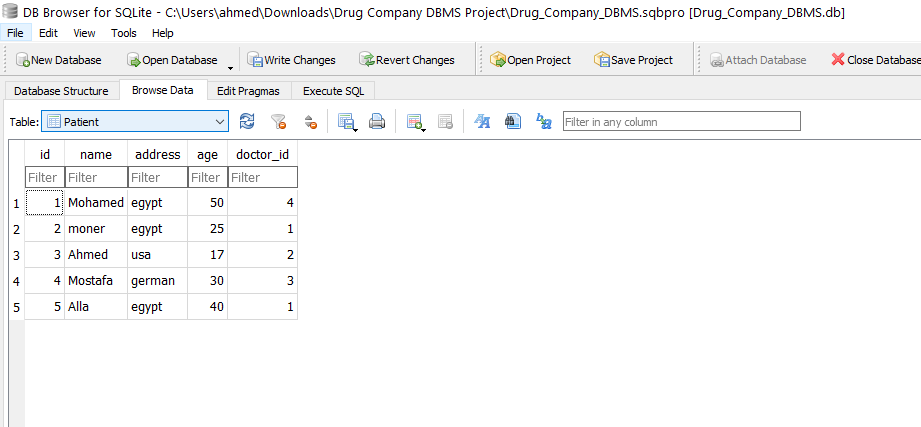 DB Browser for SQLite - C:\Users\ahmed\Downloads\Drug Company DBMS Project\Drug_Company_DBMS.sqbpro [Drug_Company_DBMS.db]
File Edit View Tools Help
New Database Open Database Write Changes Revert Changes Open Project Save Project Attach Database Close Database
Database Structure Browse Data Edit Pragmas Execute SQL
Table: Patient Filter in any column
id name address age doctor_id
Filter Filter Filter Filter Filter
1 1 Mohamed egypt 50 4
2 2 moner egypt 25 1
3 3 Ahmed usa 17 2
4 4 Mostafa german 30 3
5 5 Alla egypt 40 1